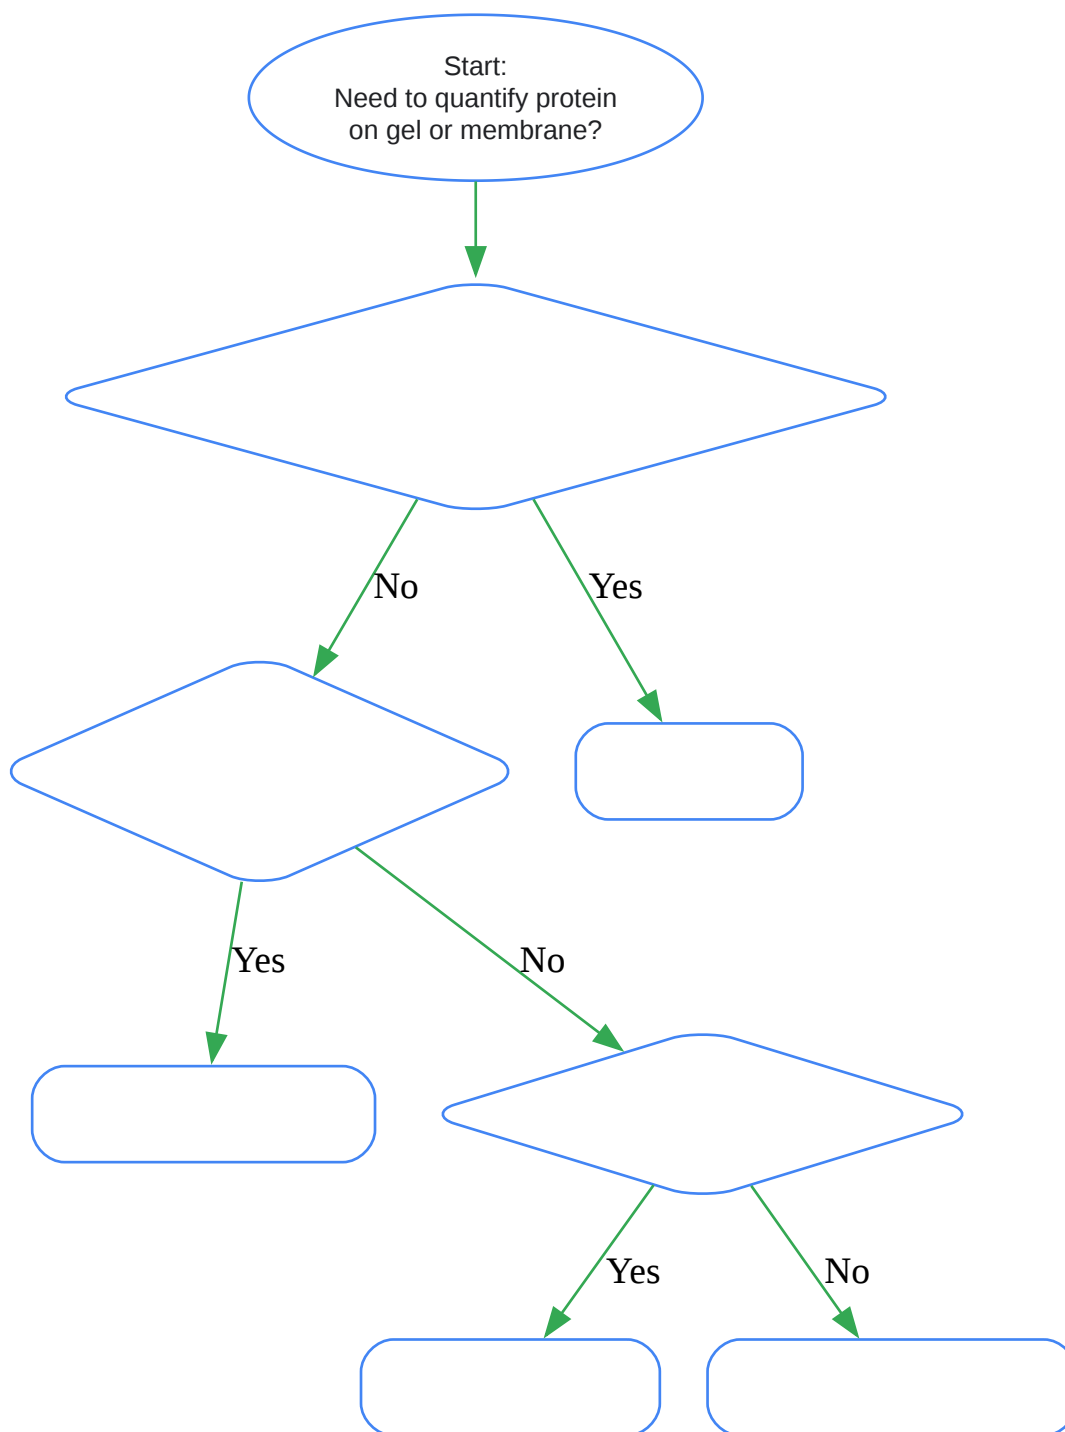 Start:
Need to quantify protein
on gel or membrane?
No
Yes
Yes
No
Yes
No